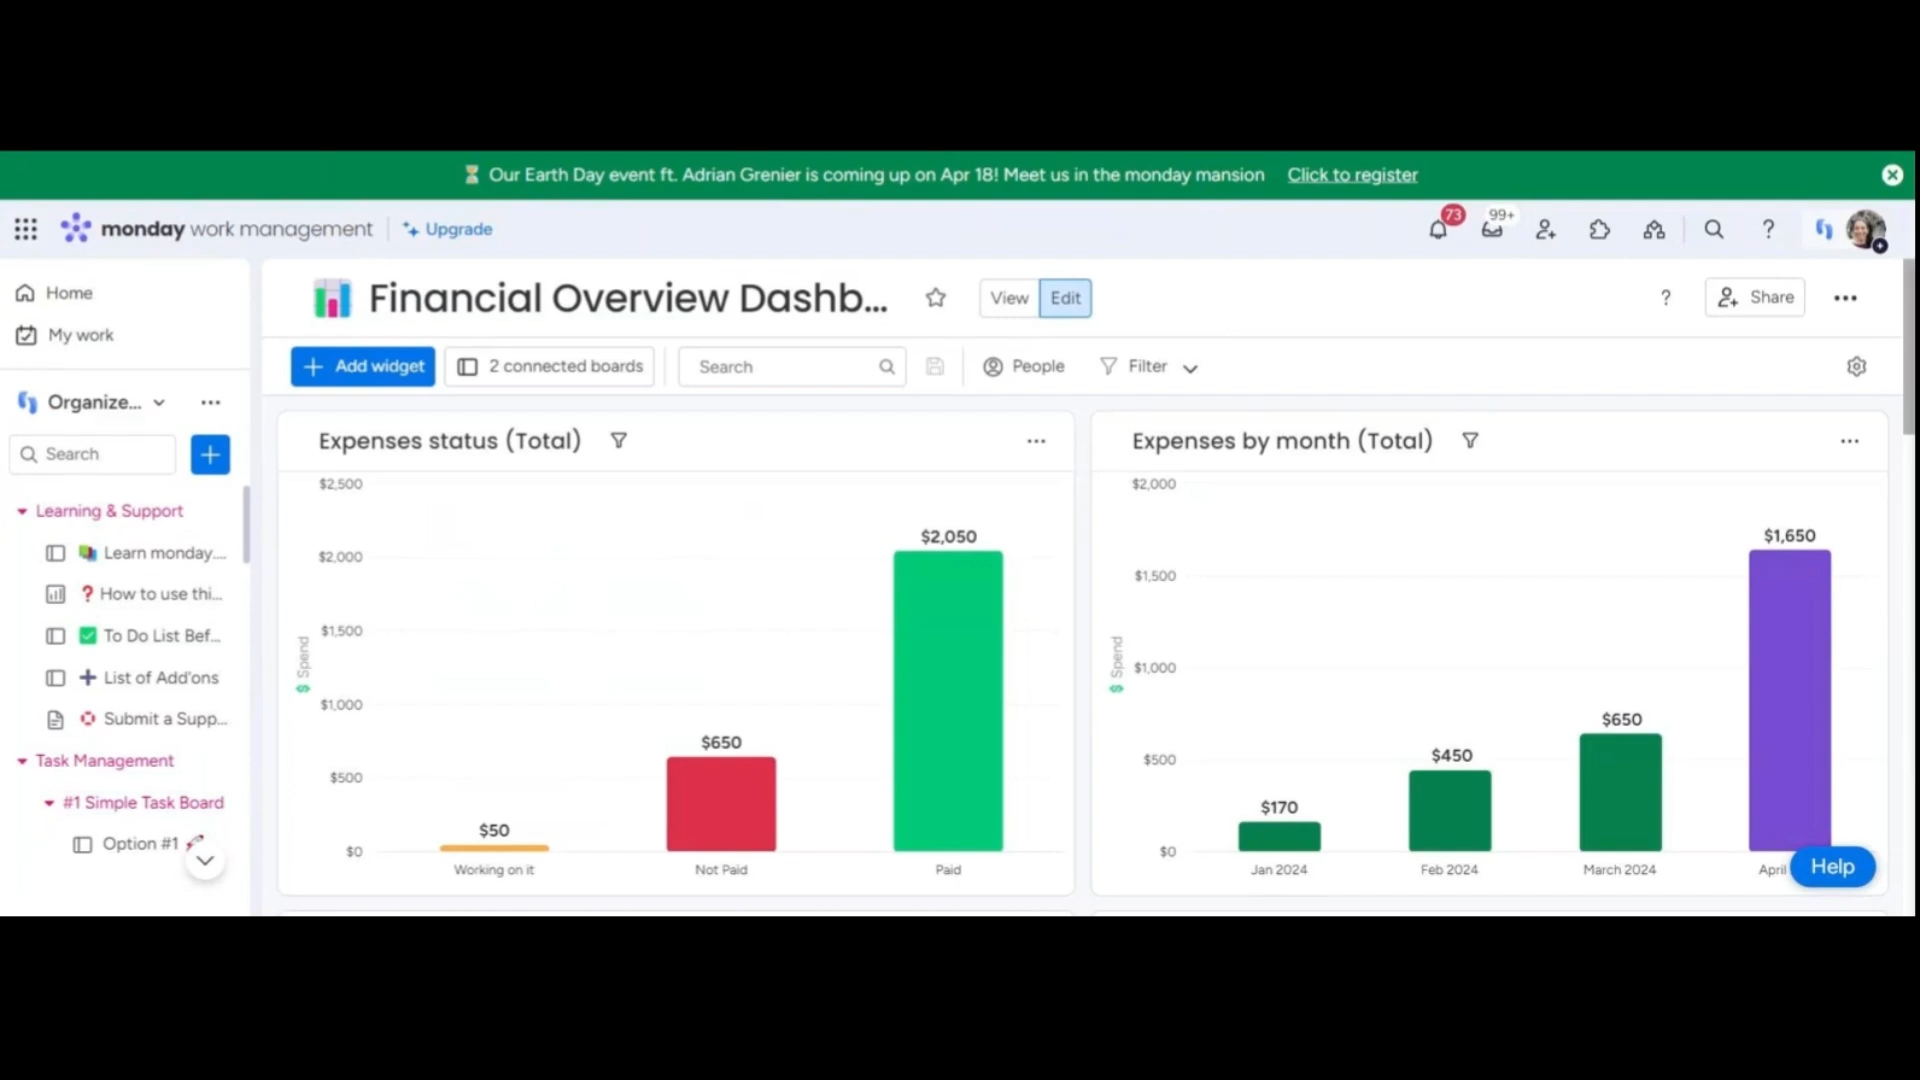 Our Earth Day event ft. Adrian Grenier is coming up on Apr 18! Meet us in the monday mansion Click to register
monday work management Upgrade 73 99+
Home
My work
Organize...
Search
Learning & Support
Learn monday....
How to use thi...
To Do List Bef...
List of Add'ons
Submit a Supp...
Task Management
#1 Simple Task Board
Option #1
Financial Overview Dashb... View Edit ? Share
Add widget 2 connected boards Search People Filter
Expenses status (Total)
$2,500
$2,000
$1,500
$1,000
$500
$0
Spend
$50
$650
$2,050
Working on it Not Paid Paid
Expenses by month (Total)
$2,000
$1,500
$1,000
$500
$0
Spend
$170
$450
$650
$1,650
Jan 2024 Feb 2024 March 2024 April
Help